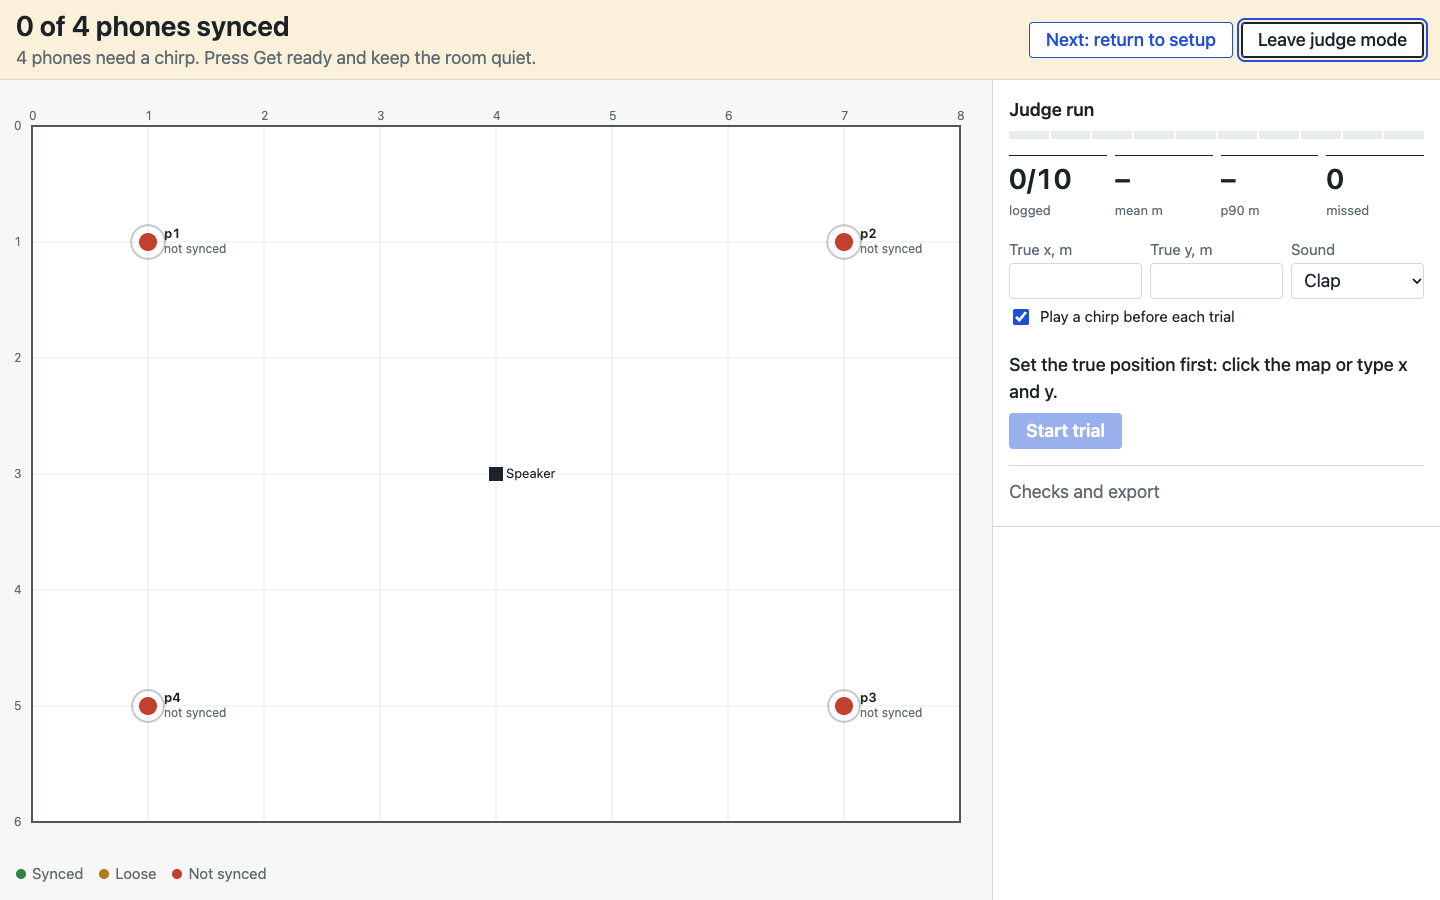 0 of 4 phones synced
4 phones need a chirp. Press Get ready and keep the room quiet.
Next: return to setup
Leave judge mode
0 1 2 3 4 5 6 7 8
0
1
2
3
4
5
6
p1
not synced
p2
not synced
Speaker
p4
not synced
p3
not synced
Synced
Loose
Not synced
Judge run
0/10
logged
–
mean m
–
p90 m
0
missed
True x, m
True y, m
Sound
Clap
Play a chirp before each trial
Set the true position first: click the map or type x
and y.
Start trial
Checks and export